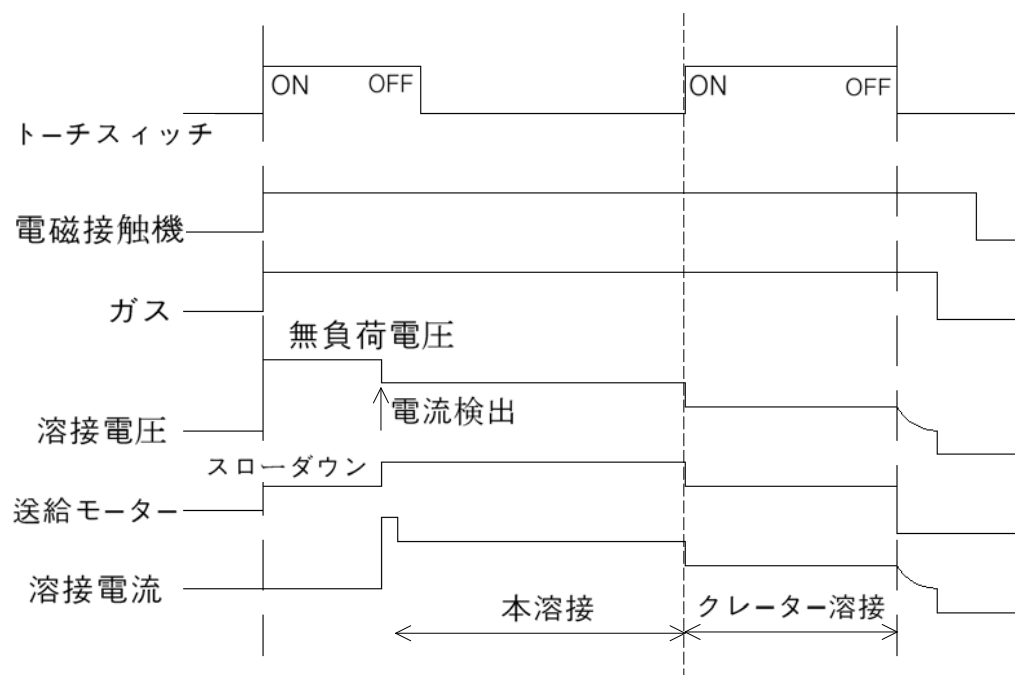 ON OFF ON OFF
トーチスィッチ
電磁接触機
ガス
無負荷電圧
電流検出
溶接電圧
スローダウン
送給モーター
溶接電流
本溶接 クレーター溶接